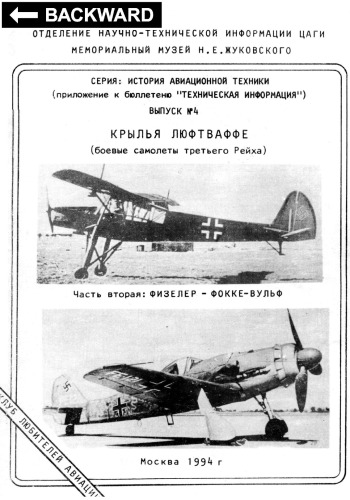 BACKWARD
ОТДЕЛЕНИЕ НАУЧНО-ТЕХНИЧЕСКОЙ ИНФОРМАЦИИ ЦАГИ
МЕМОРИАЛЬНЫЙ МУЗЕЙ Н.Е.ЖУКОВСКОГО
СЕРИЯ: ИСТОРИЯ АВИАЦИОННОЙ ТЕХНИКИ
(приложение к бюллетеню "ТЕХНИЧЕСКАЯ ИНФОРМАЦИЯ")
ВЫПУСК №4
КРЫЛЬЯ ЛЮФТВАФФЕ
(боевые самолеты третьего Рейха)
Часть вторая: ФИЗЕЛЕР - ФОККЕ-ВУЛЬФ
КЛУБ ЛЮБИТЕЛЕЙ АВИАЦИИ
Москва 1994 г